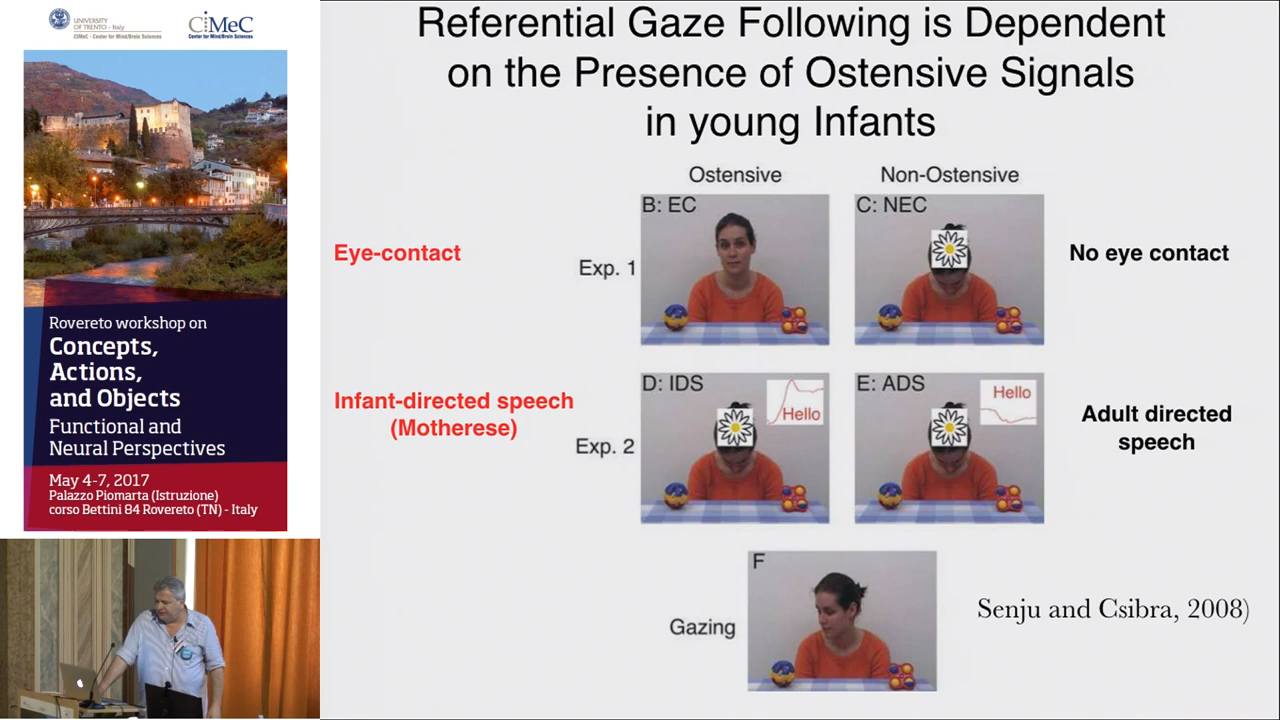 UNIVERSITY
OF TRENTO - Italy
CIMeC - Center for Mind/Brain Sciences
CiMeC
Center for Mind/Brain Sciences
Rovereto workshop on
Concepts,
Actions,
and Objects
Functional and
Neural Perspectives
May 4-7, 2017
Palazzo Piomarta (Istruzione)
corso Bettini 84 Rovereto (TN) - Italy
Referential Gaze Following is Dependent
on the Presence of Ostensive Signals
in young Infants
Ostensive
Non-Ostensive
Eye-contact
Exp. 1
B: EC
C: NEC
No eye contact
Infant-directed speech
(Motherese)
Exp. 2
D: IDS
Hello
E: ADS
Hello
Adult directed
speech
Gazing
F
Senju and Csibra, 2008)